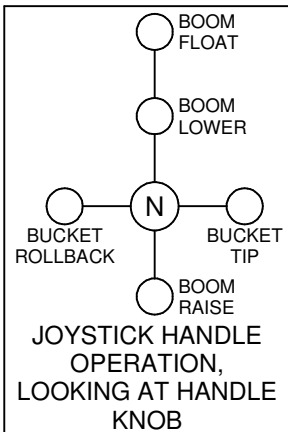 BOOM
FLOAT
BOOM
LOWER
N
BUCKET
ROLLBACK
BUCKET
TIP
BOOM
RAISE
JOYSTICK HANDLE
OPERATION,
LOOKING AT HANDLE
KNOB